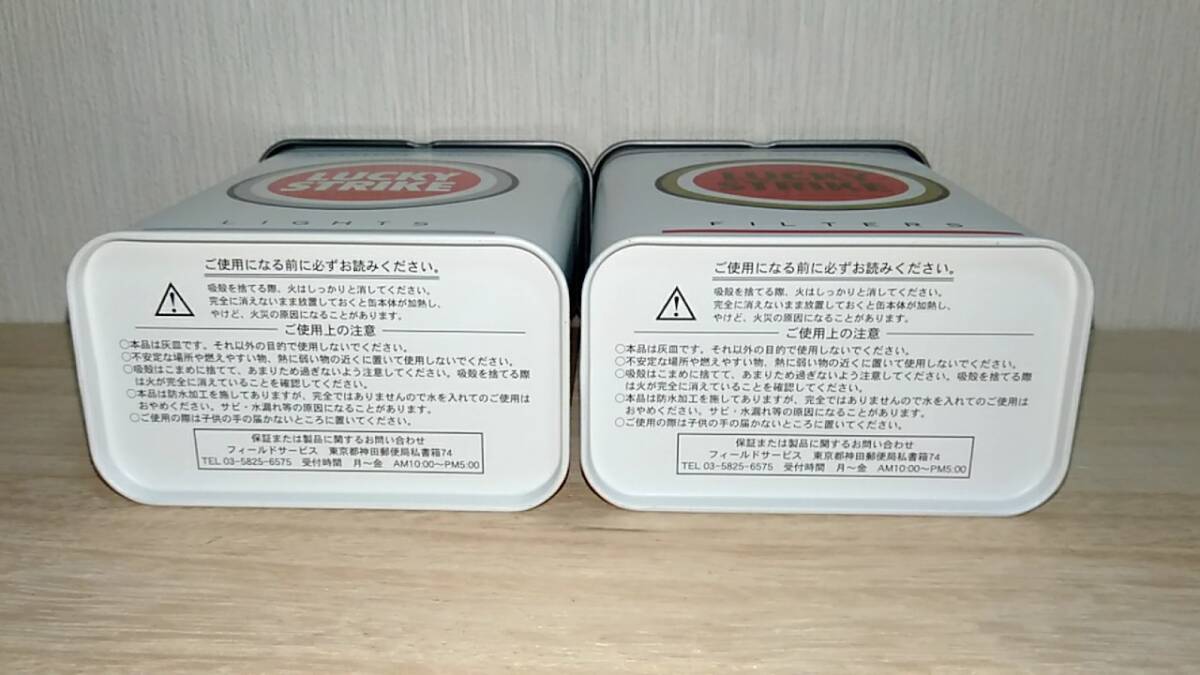 LUCKY
STRIKE
LIGHTS
ご使用になる前に必ずお読みください。
吸殻を捨てる際、火はしっかりと消してください。
完全に消えないまま放置しておくと缶本体が加熱し、
やけど、火災の原因になることがあります。
ご使用上の注意
○本品は灰皿です。それ以外の目的で使用しないでください。
○不安定な場所や燃えやすい物、熱に弱い物の近くに置いて使用しないでください。
○吸殻はこまめに捨てて、あまりため過ぎないよう注意してください。吸殻を捨てる際
は火が完全に消えていることを確認してください。
○本品は防水加工を施してありますが、完全ではありませんので水を入れてのご使用は
おやめください。サビ・水漏れ等の原因になることがあります。
○ご使用の際は子供の手の届かないところに置いてください。
保証または製品に関するお問い合わせ
フィールドサービス 東京都神田郵便局私書箱74
TEL 03-5825-6575 受付時間 月～金 AM10:00～PM5:00
LUCKY
STRIKE
FILTERS
ご使用になる前に必ずお読みください。
吸殻を捨てる際、火はしっかりと消してください。
完全に消えないまま放置しておくと缶本体が加熱し、
やけど、火災の原因になることがあります。
ご使用上の注意
○本品は灰皿です。それ以外の目的で使用しないでください。
○不安定な場所や燃えやすい物、熱に弱い物の近くに置いて使用しないでください。
○吸殻はこまめに捨てて、あまりため過ぎないよう注意してください。吸殻を捨てる際
は火が完全に消えていることを確認してください。
○本品は防水加工を施してありますが、完全ではありませんので水を入れてのご使用は
おやめください。サビ・水漏れ等の原因になることがあります。
○ご使用の際は子供の手の届かないところに置いてください。
保証または製品に関するお問い合わせ
フィールドサービス 東京都神田郵便局私書箱74
TEL 03-5825-6575 受付時間 月～金 AM10:00～PM5:00